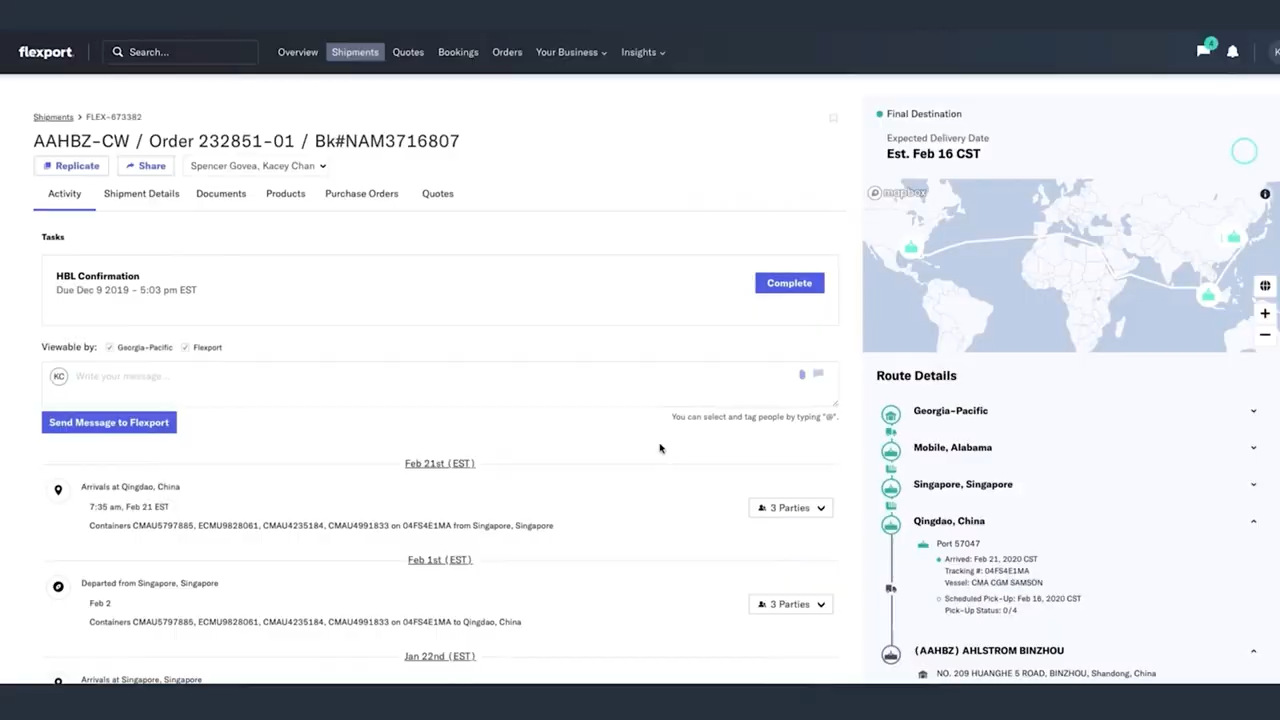 flexport.
Search...
Overview
Shipments
Quotes
Bookings
Orders
Your Business
Insights
4
Shipments > FLEX-673382
AAHBZ-CW / Order 232851-01 / Bk#NAM3716807
Replicate
Share
Spencer Govea, Kacey Chan
Activity
Shipment Details
Documents
Products
Purchase Orders
Quotes
Tasks
HBL Confirmation
Due Dec 9 2019 - 5:03 pm EST
Complete
Viewable by:
Georgia-Pacific
Flexport
KC
Write your message...
Send Message to Flexport
You can select and tag people by typing "@".
Feb 21st (EST)
Arrivals at Qingdao, China
7:35 am, Feb 21 EST
Containers CMAU5797885, ECMU9828061, CMAU4235184, CMAU4991833 on 04FS4E1MA from Singapore, Singapore
3 Parties
Feb 1st (EST)
Departed from Singapore, Singapore
Feb 2
Containers CMAU5797885, ECMU9828061, CMAU4235184, CMAU4991833 on 04FS4E1MA to Qingdao, China
3 Parties
Jan 22nd (EST)
Arrivals at Singapore, Singapore
Final Destination
Expected Delivery Date
Est. Feb 16 CST
mapbox
Route Details
Georgia-Pacific
Mobile, Alabama
Singapore, Singapore
Qingdao, China
Port 57047
Arrived: Feb 21, 2020 CST
Tracking #: 04FS4E1MA
Vessel: CMA CGM SAMSON
Scheduled Pick-Up: Feb 16, 2020 CST
Pick-Up Status: 0/4
(AAHBZ) AHLSTROM BINZHOU
NO. 209 HUANGHE 5 ROAD, BINZHOU, Shandong, China